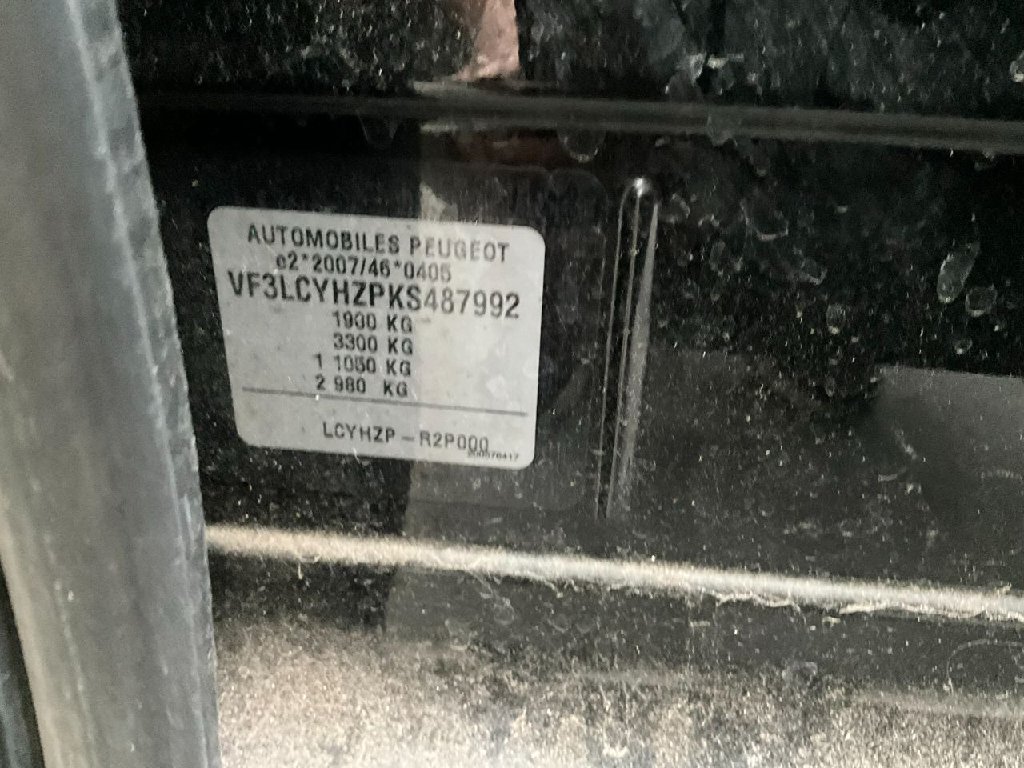 AUTOMOBILES PEUGEOT
e2*2007/46*0405
VF3LCYHZPKS487992
1900 KG
3300 KG
1 1050 KG
2 980 KG
LCYHZP - R2P000